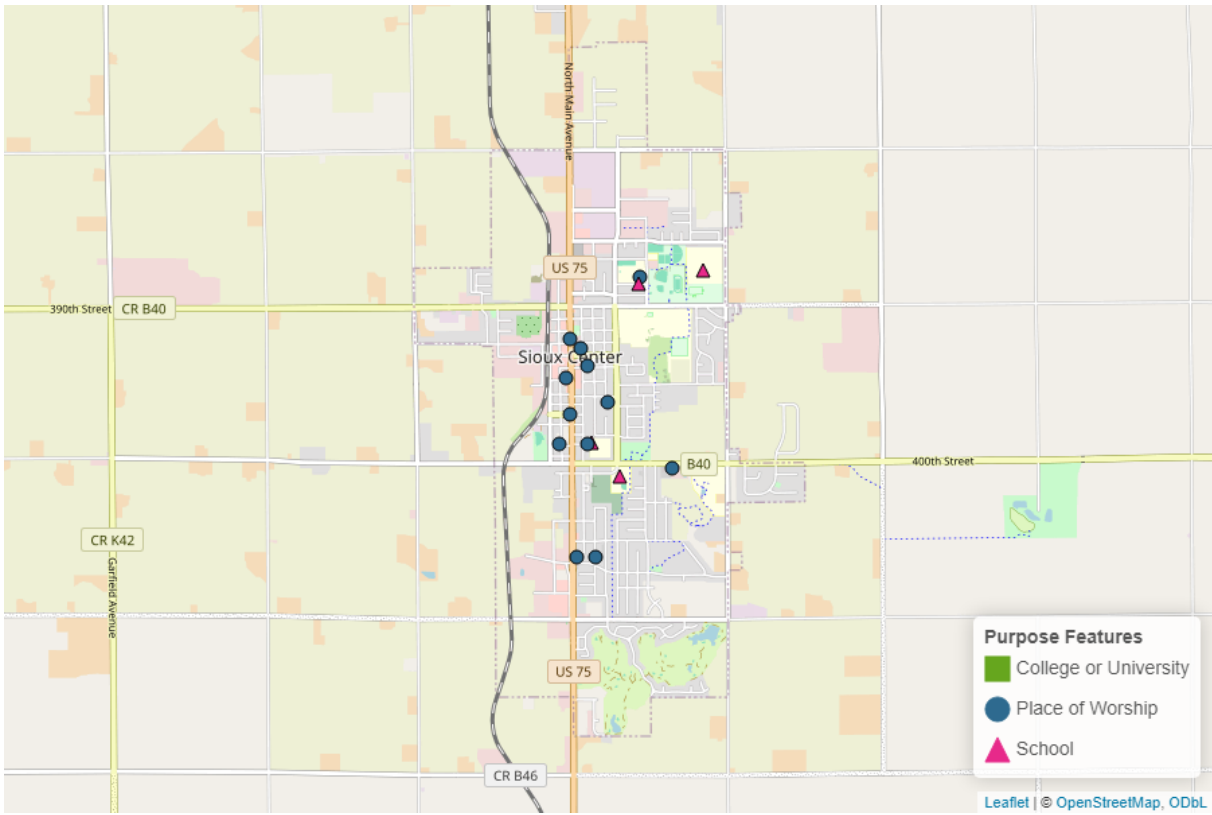 North Main Avenue
US 75
390th Street
CR B40
Sioux Center
B40
400th Street
CR K42
Garfield Avenue
US 75
CR B46
Purpose Features
College or University
Place of Worship
School
Leaflet | © OpenStreetMap, ODbL